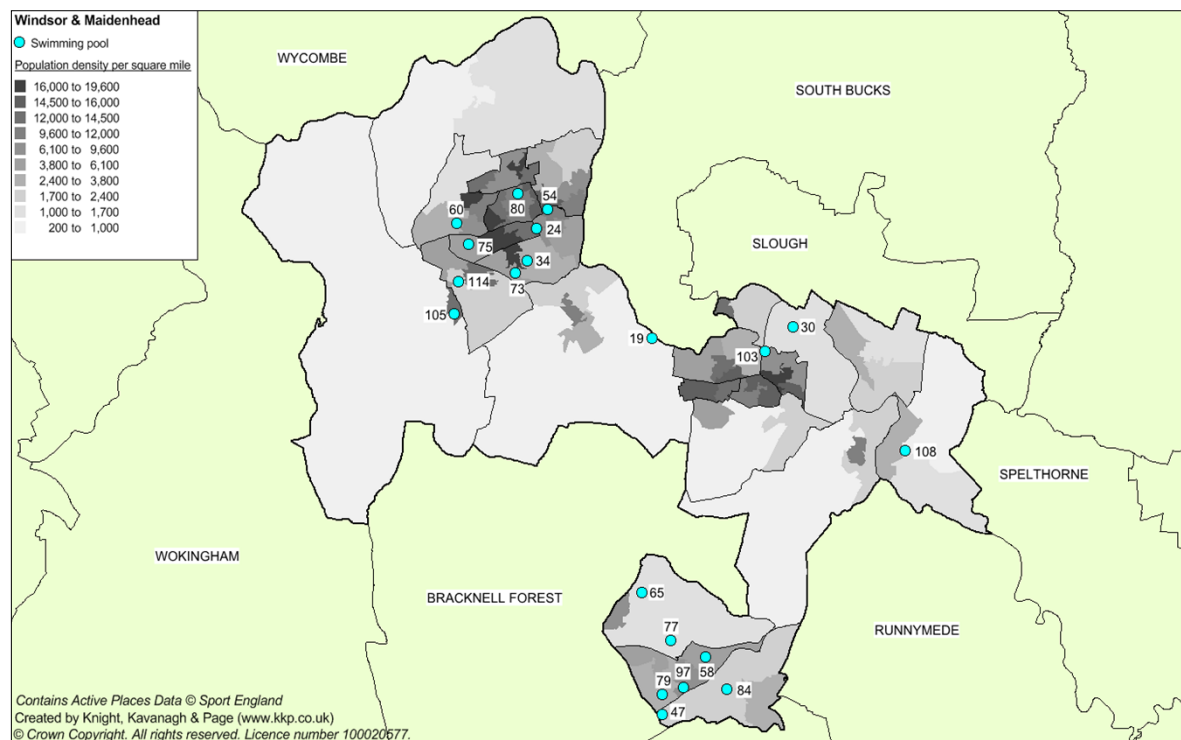 Windsor & Maidenhead
Swimming pool
Population density per square mile
16,000 to 19,600
14,500 to 16,000
12,000 to 14,500
9,600 to 12,000
6,100 to 9,600
3,800 to 6,100
2,400 to 3,800
1,700 to 2,400
1,000 to 1,700
200 to 1,000
WYCOMBE
SOUTH BUCKS
54
60
80
24
75
SLOUGH
34
114
73
105
30
19
103
108
SPELTHORNE
WOKINGHAM
BRACKNELL FOREST
65
RUNNYMEDE
77
58
97
79
84
47
Contains Active Places Data © Sport England
Created by Knight, Kavanagh & Page (www.kkp.co.uk)
© Crown Copyright. All rights reserved. Licence number 100020577.